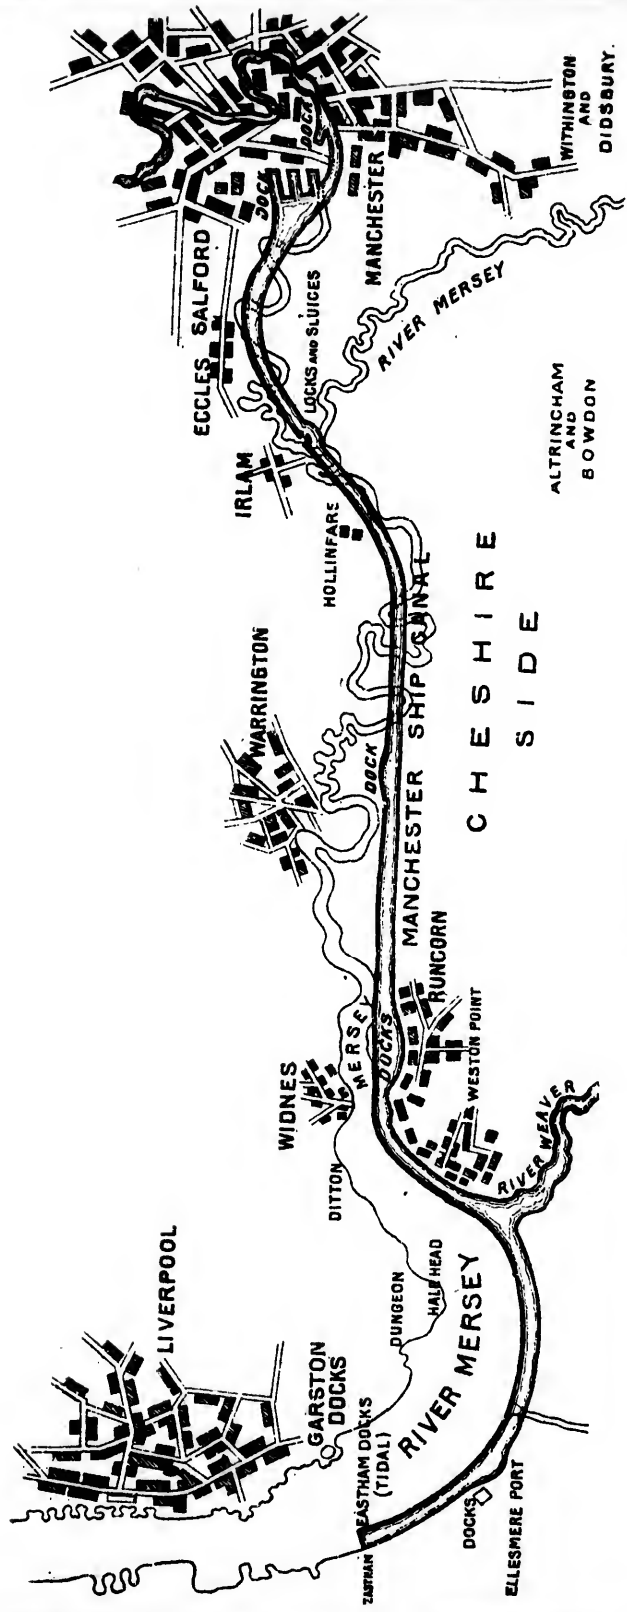 LIVERPOOL
GARSTON
DOCKS
EASTHAM
EASTHAM DOCKS
(TIDAL)
DOCKS
ELLESMERE PORT
DUNGEON
HALE HEAD
RIVER MERSEY
DITTON
WIDNES
MERSEY
DOCKS
RUNCORN
WESTON POINT
RIVER WEAVER
WARRINGTON
DOCK
MANCHESTER SHIP CANAL
CHESHIRE
SIDE
HOLLINFARE
IRLAM
LOCKS AND SLUICES
ECCLES
SALFORD
DOCK
DOCK
MANCHESTER
RIVER MERSEY
ALTRINCHAM
AND
BOWDON
WITHINGTON
AND
DIDSBURY.